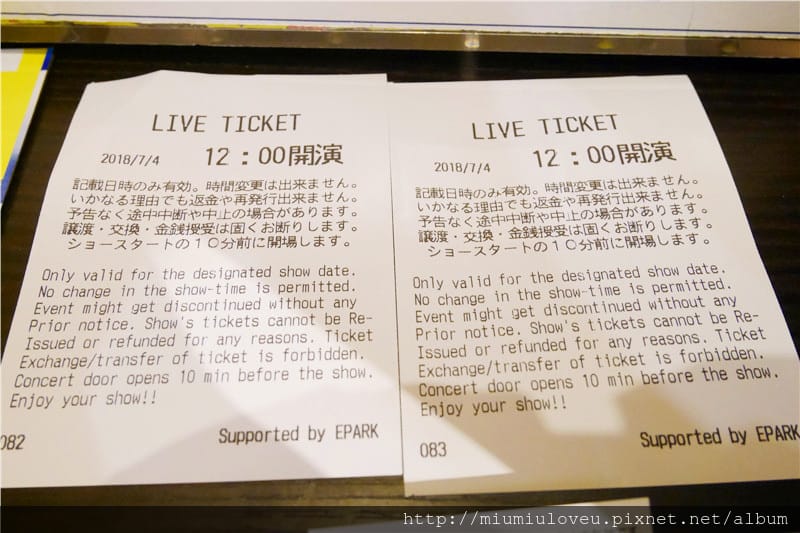 LIVE TICKET
2018/7/4 12：00開演
記載日時のみ有効。時間変更は出来ません。
いかなる理由でも返金や再発行出来ません。
予告なく途中中断や中止の場合があります。
譲渡・交換・金銭授受は固くお断りします。
ショースタートの１０分前に開場します。
Only valid for the designated show date.
No change in the show-time is permitted.
Event might get discontinued without any
Prior notice. Show's tickets cannot be Re-
Issued or refunded for any reasons. Ticket
Exchange/transfer of ticket is forbidden.
Concert door opens 10 min before the show.
Enjoy your show!!
082 Supported by EPARK
LIVE TICKET
2018/7/4 12：00開演
記載日時のみ有効。時間変更は出来ません。
いかなる理由でも返金や再発行出来ません。
予告なく途中中断や中止の場合があります。
譲渡・交換・金銭授受は固くお断りします。
ショースタートの１０分前に開場します。
Only valid for the designated show date.
No change in the show-time is permitted.
Event might get discontinued without any
Prior notice. Show's tickets cannot be Re-
Issued or refunded for any reasons. Ticket
Exchange/transfer of ticket is forbidden.
Concert door opens 10 min before the show.
Enjoy your show!!
083 Supported by EPARK
http://miumiuloveu.pixnet.net/album